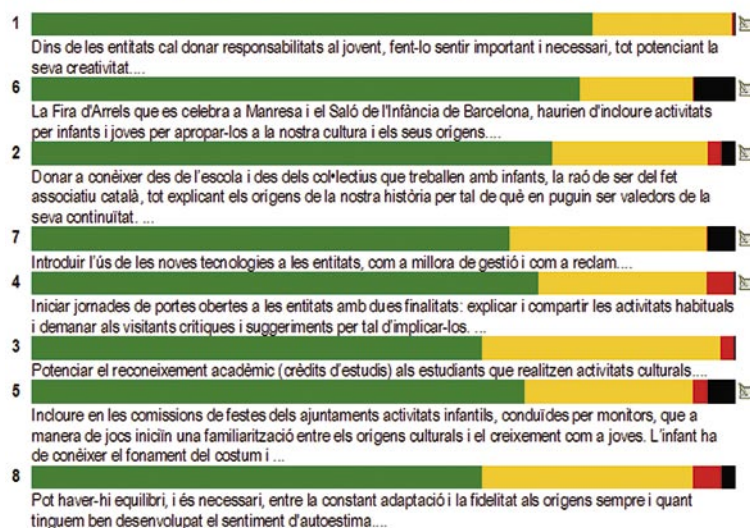 1
Dins de les entitats cal donar responsabilitats al jovent, fent-lo sentir important i necessari, tot potenciant la
seva creativitat....
6
La Fira d'Arrels que es celebra a Manresa i el Saló de l'Infància de Barcelona, haurien d'incloure activitats
per infants i joves per apropar-los a la nostra cultura i els seus orígens....
2
Donar a conèixer des de l'escola i des dels col•lectius que treballen amb infants, la raó de ser del fet
associatiu català, tot explicant els orígens de la nostra història per tal de què en puguin ser valedors de la
seva continuïtat. ...
7
Introduir l'ús de les noves tecnologies a les entitats, com a millora de gestió i com a reclam....
4
Iniciar jornades de portes obertes a les entitats amb dues finalitats: explicar i compartir les activitats habituals
i demanar als visitants critiques i suggeriments per tal d'implicar-los. ...
3
Potenciar el reconeixement acadèmic (crèdits d'estudis) als estudiants que realitzen activitats culturals....
5
Incloure en les comissions de festes dels ajuntaments activitats infantils, conduïdes per monitors, que a
manera de jocs iniciïn una familiarització entre els orígens culturals i el creixement com a joves. L'infant ha
de conèixer el fonament del costum i ...
8
Pot haver-hi equilibri, i és necessari, entre la constant adaptació i la fidelitat als orígens sempre i quant
tinguem ben desenvolupat el sentiment d'autoestima....